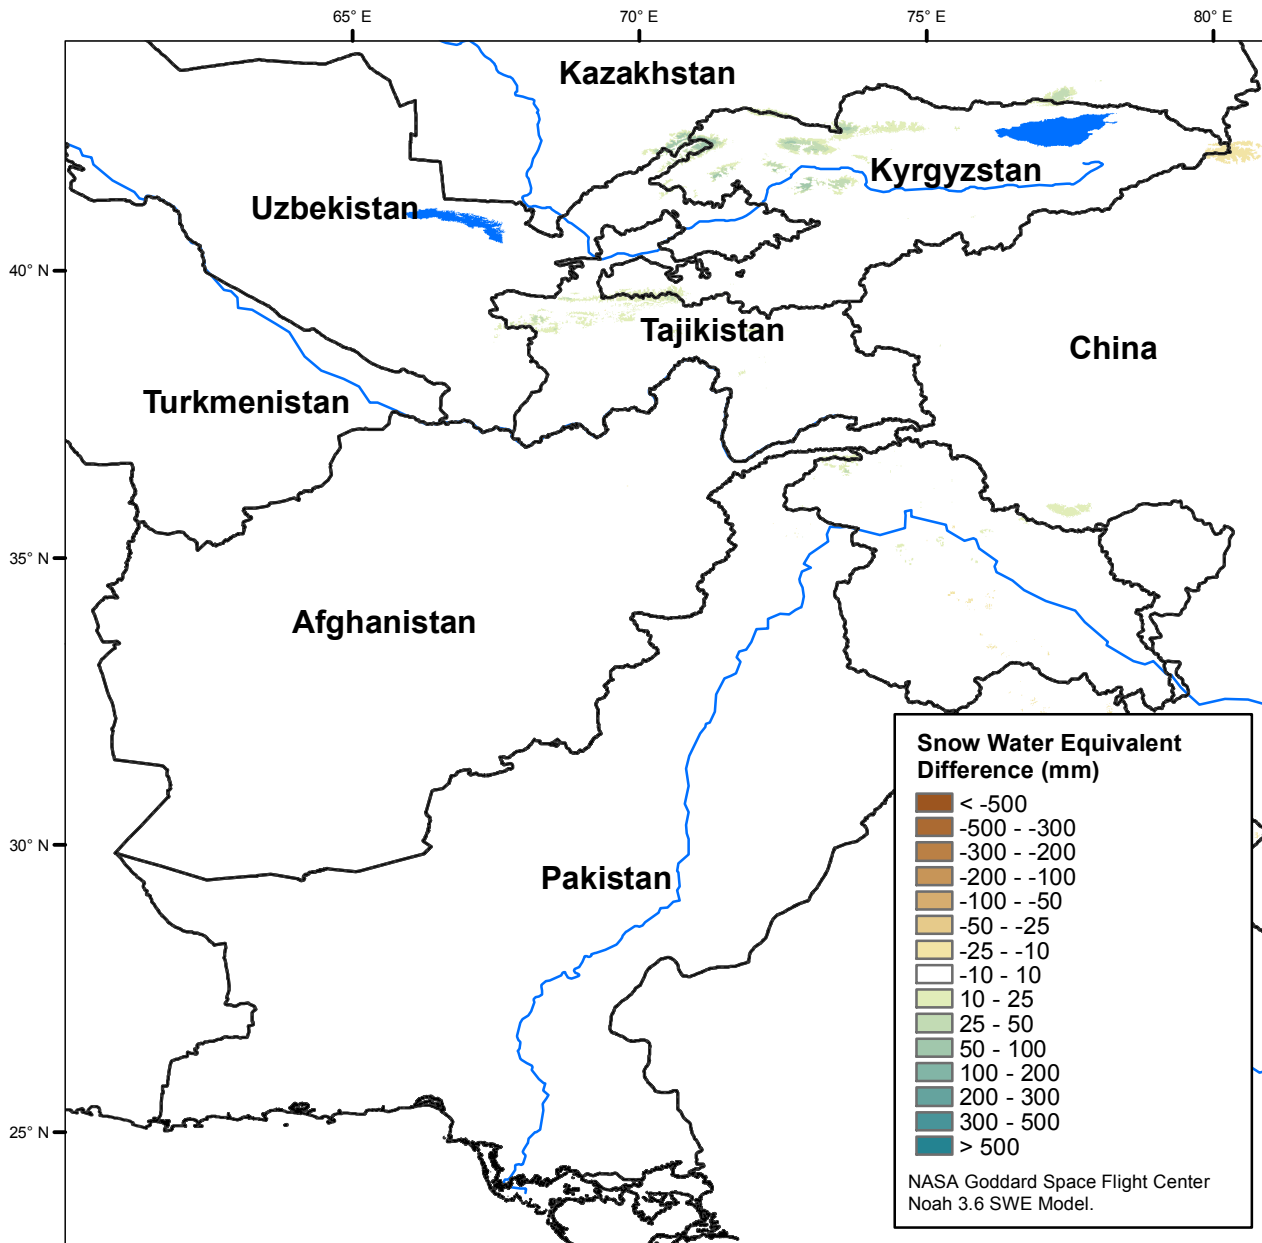 65° E
70° E
75° E
80° E
Kazakhstan
Kyrgyzstan
Uzbekistan
40° N
Tajikistan
China
Turkmenistan
35° N
Afghanistan
30° N
Pakistan
25° N
Snow Water Equivalent
Difference (mm)
< -500
-500 - -300
-300 - -200
-200 - -100
-100 - -50
-50 - -25
-25 - -10
-10 - 10
10 - 25
25 - 50
50 - 100
100 - 200
200 - 300
300 - 500
> 500
NASA Goddard Space Flight Center
Noah 3.6 SWE Model.